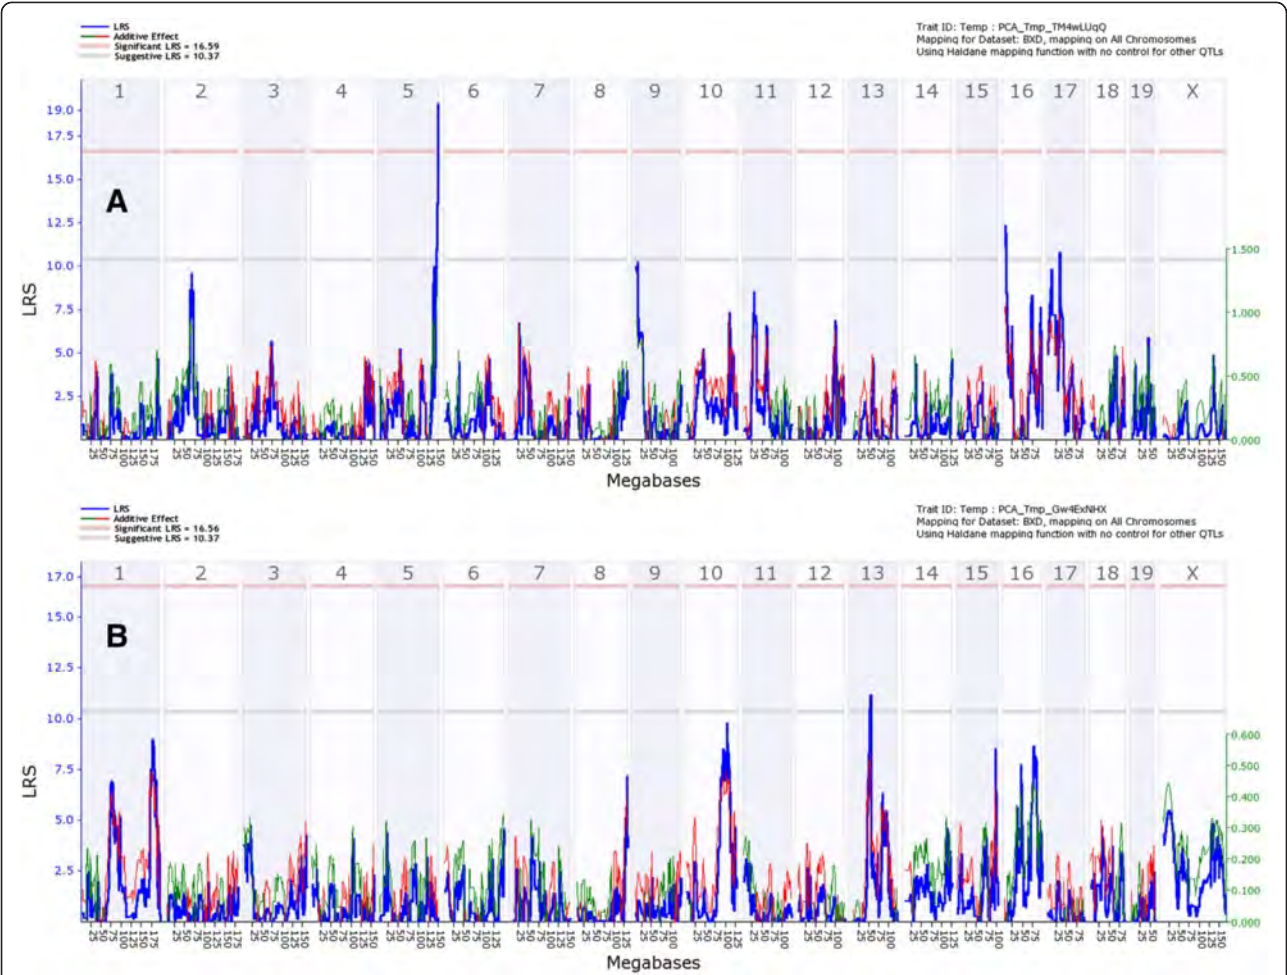 LRS
Additive Effect
Significant LRS = 16.59
Suggestive LRS = 10.37
Trait ID: Temp : PCA_Tmp_TM4wLUqQ
Mapping for Dataset: BXD, mapping on All Chromosomes
Using Haldane mapping function with no control for other QTLs
1 2 3 4 5 6 7 8 9 10 11 12 13 14 15 16 17 18 19 X
19.0
17.5
15.0
12.5
10.0
7.5
5.0
2.5
LRS
A
1.500
1.000
0.500
0.000
Megabases
LRS
Additive Effect
Significant LRS = 16.56
Suggestive LRS = 10.37
Trait ID: Temp : PCA_Tmp_Gw4ExNHX
Mapping for Dataset: BXD, mapping on All Chromosomes
Using Haldane mapping function with no control for other QTLs
1 2 3 4 5 6 7 8 9 10 11 12 13 14 15 16 17 18 19 X
17.0
15.0
12.5
10.0
7.5
5.0
2.5
LRS
B
0.600
0.500
0.400
0.300
0.200
0.100
0.000
Megabases